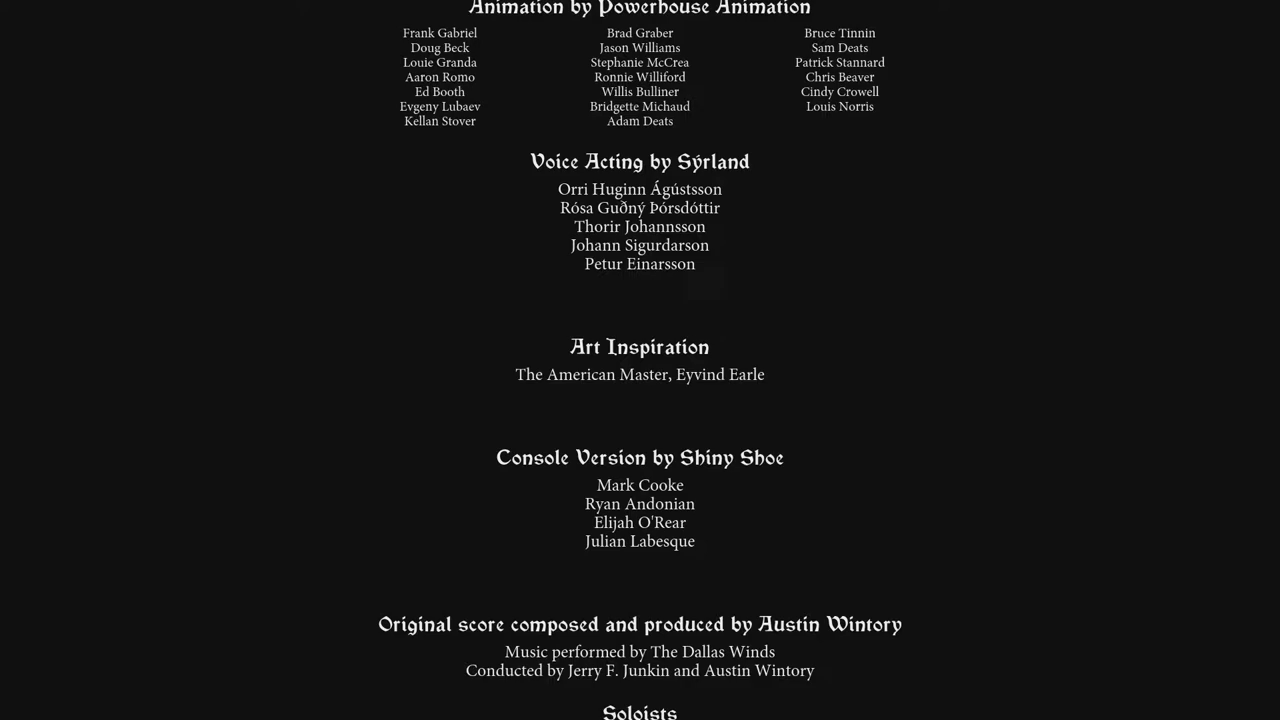 Animation by Powerhouse Animation
Frank Gabriel Brad Graber Bruce Tinnin
Doug Beck Jason Williams Sam Deats
Louie Granda Stephanie McCrea Patrick Stannard
Aaron Romo Ronnie Williford Chris Beaver
Ed Booth Willis Bulliner Cindy Crowell
Evgeny Lubaev Bridgette Michaud Louis Norris
Kellan Stover Adam Deats
Voice Acting by Sýrland
Orri Huginn Ágústsson
Rósa Guðný Þórsdóttir
Thorir Johannsson
Johann Sigurdarson
Petur Einarsson
Art Inspiration
The American Master, Eyvind Earle
Console Version by Shiny Shoe
Mark Cooke
Ryan Andonian
Elijah O'Rear
Julian Labesque
Original score composed and produced by Austin Wintory
Music performed by The Dallas Winds
Conducted by Jerry F. Junkin and Austin Wintory
Soloists